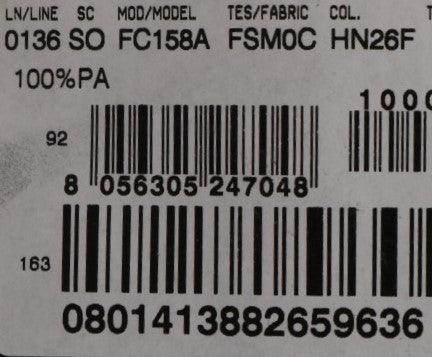 LN/LINE SC MOD/MODEL TES/FABRIC COL. T
0136 SO FC158A FSM0C HN26F
100%PA
1000
92
8 056305 247048
163
0801413882659636